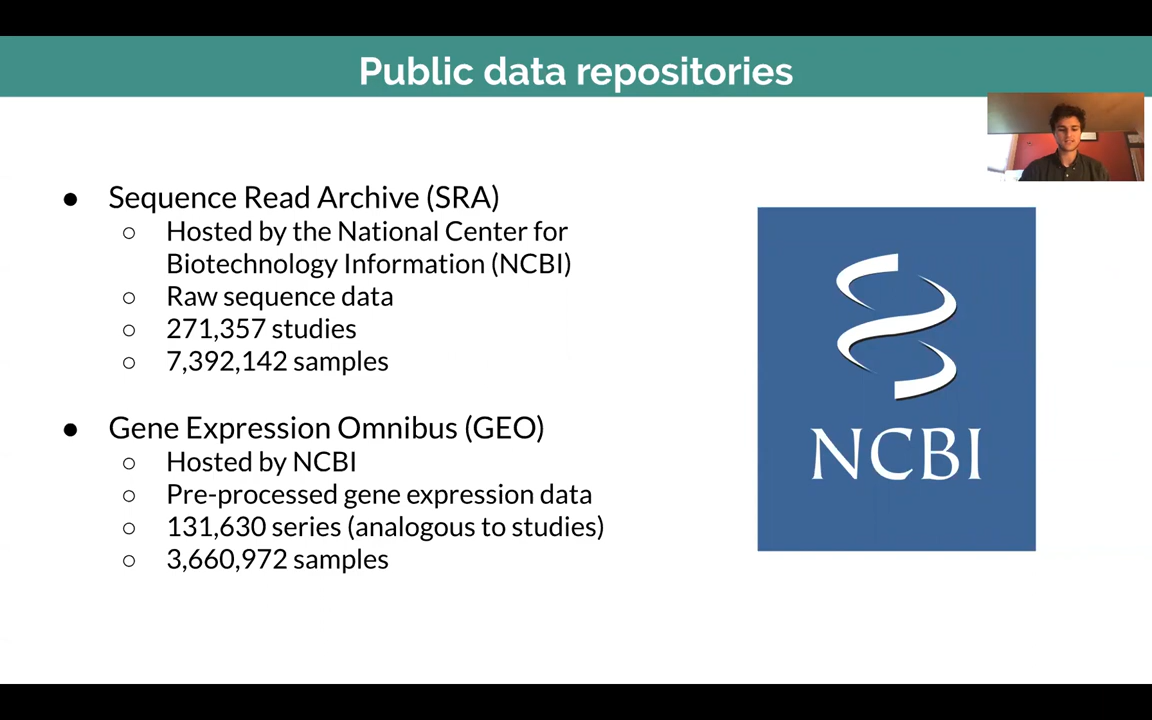 Public data repositories
● Sequence Read Archive (SRA)
○ Hosted by the National Center for
Biotechnology Information (NCBI)
○ Raw sequence data
○ 271,357 studies
○ 7,392,142 samples
● Gene Expression Omnibus (GEO)
○ Hosted by NCBI
○ Pre-processed gene expression data
○ 131,630 series (analogous to studies)
○ 3,660,972 samples
NCBI